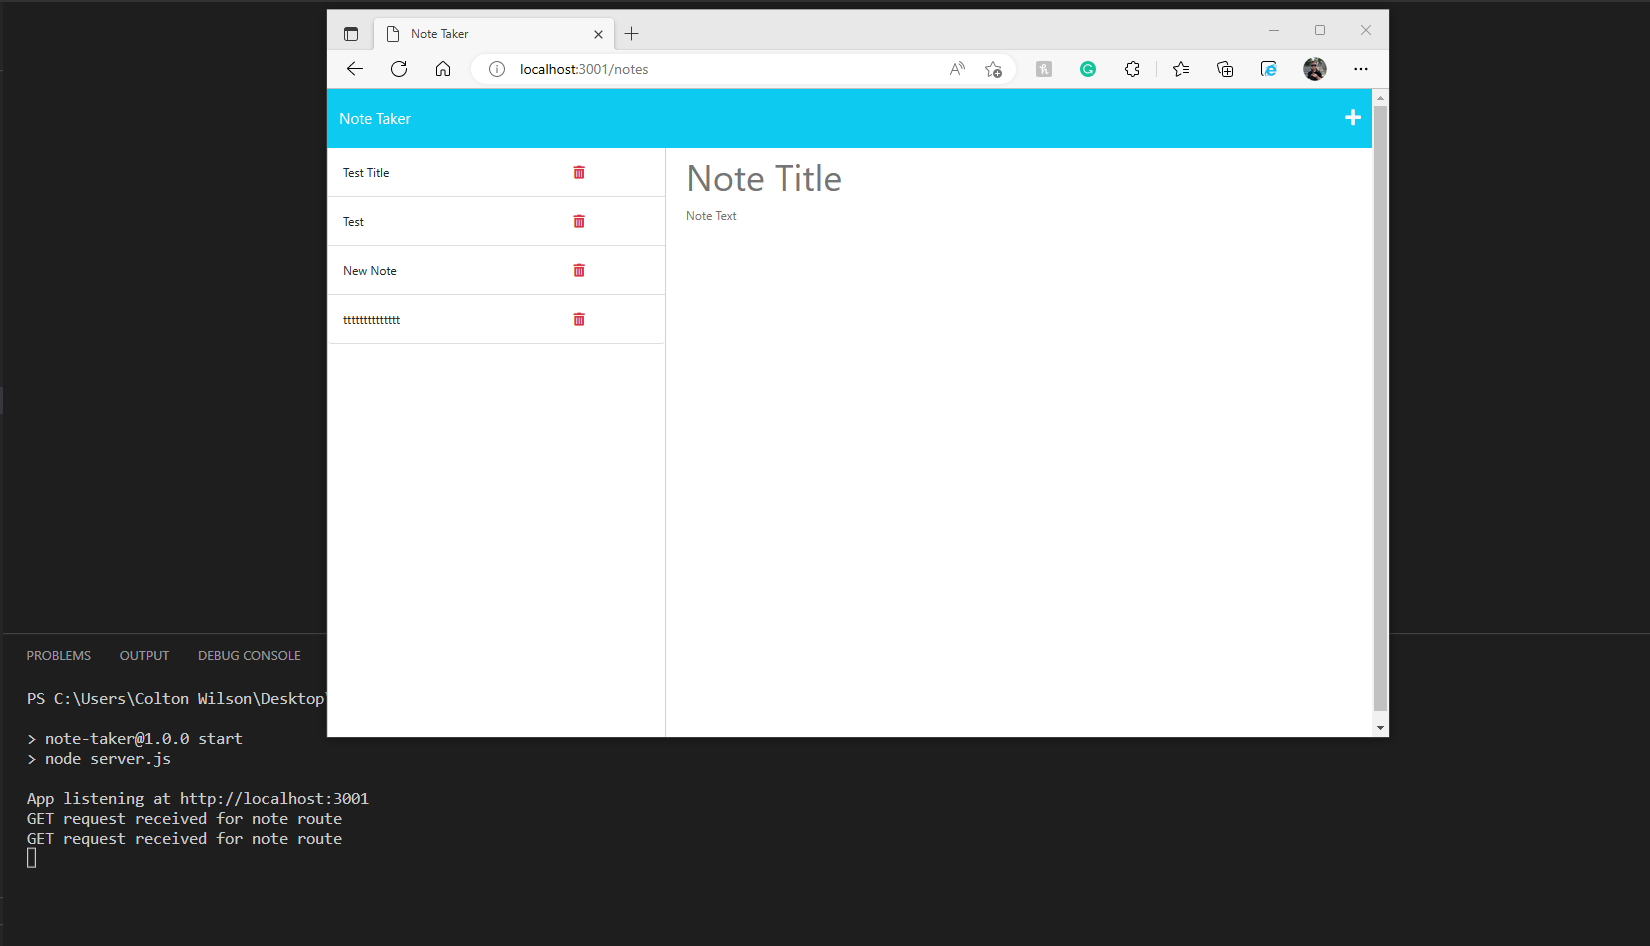 Note Taker
localhost:3001/notes
Note Taker
Test Title
Test
New Note
tttttttttttttt
Note Title
Note Text
PROBLEMS OUTPUT DEBUG CONSOLE
PS C:\Users\Colton Wilson\Desktop\
> note-taker@1.0.0 start
> node server.js
App listening at http://localhost:3001
GET request received for note route
GET request received for note route